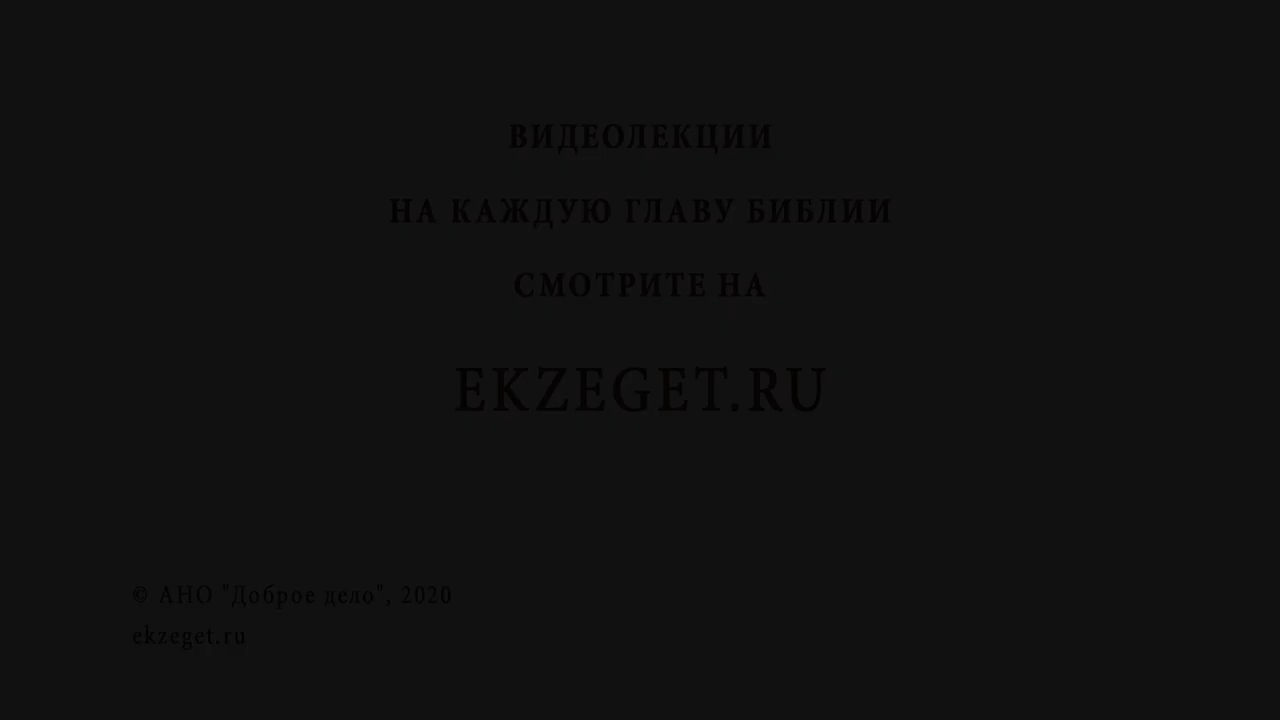 ВИДЕОЛЕКЦИИ
НА КАЖДУЮ ГЛАВУ БИБЛИИ
СМОТРИТЕ НА
EKZEGET.RU
© АНО "Доброе дело", 2020
ekzeget.ru